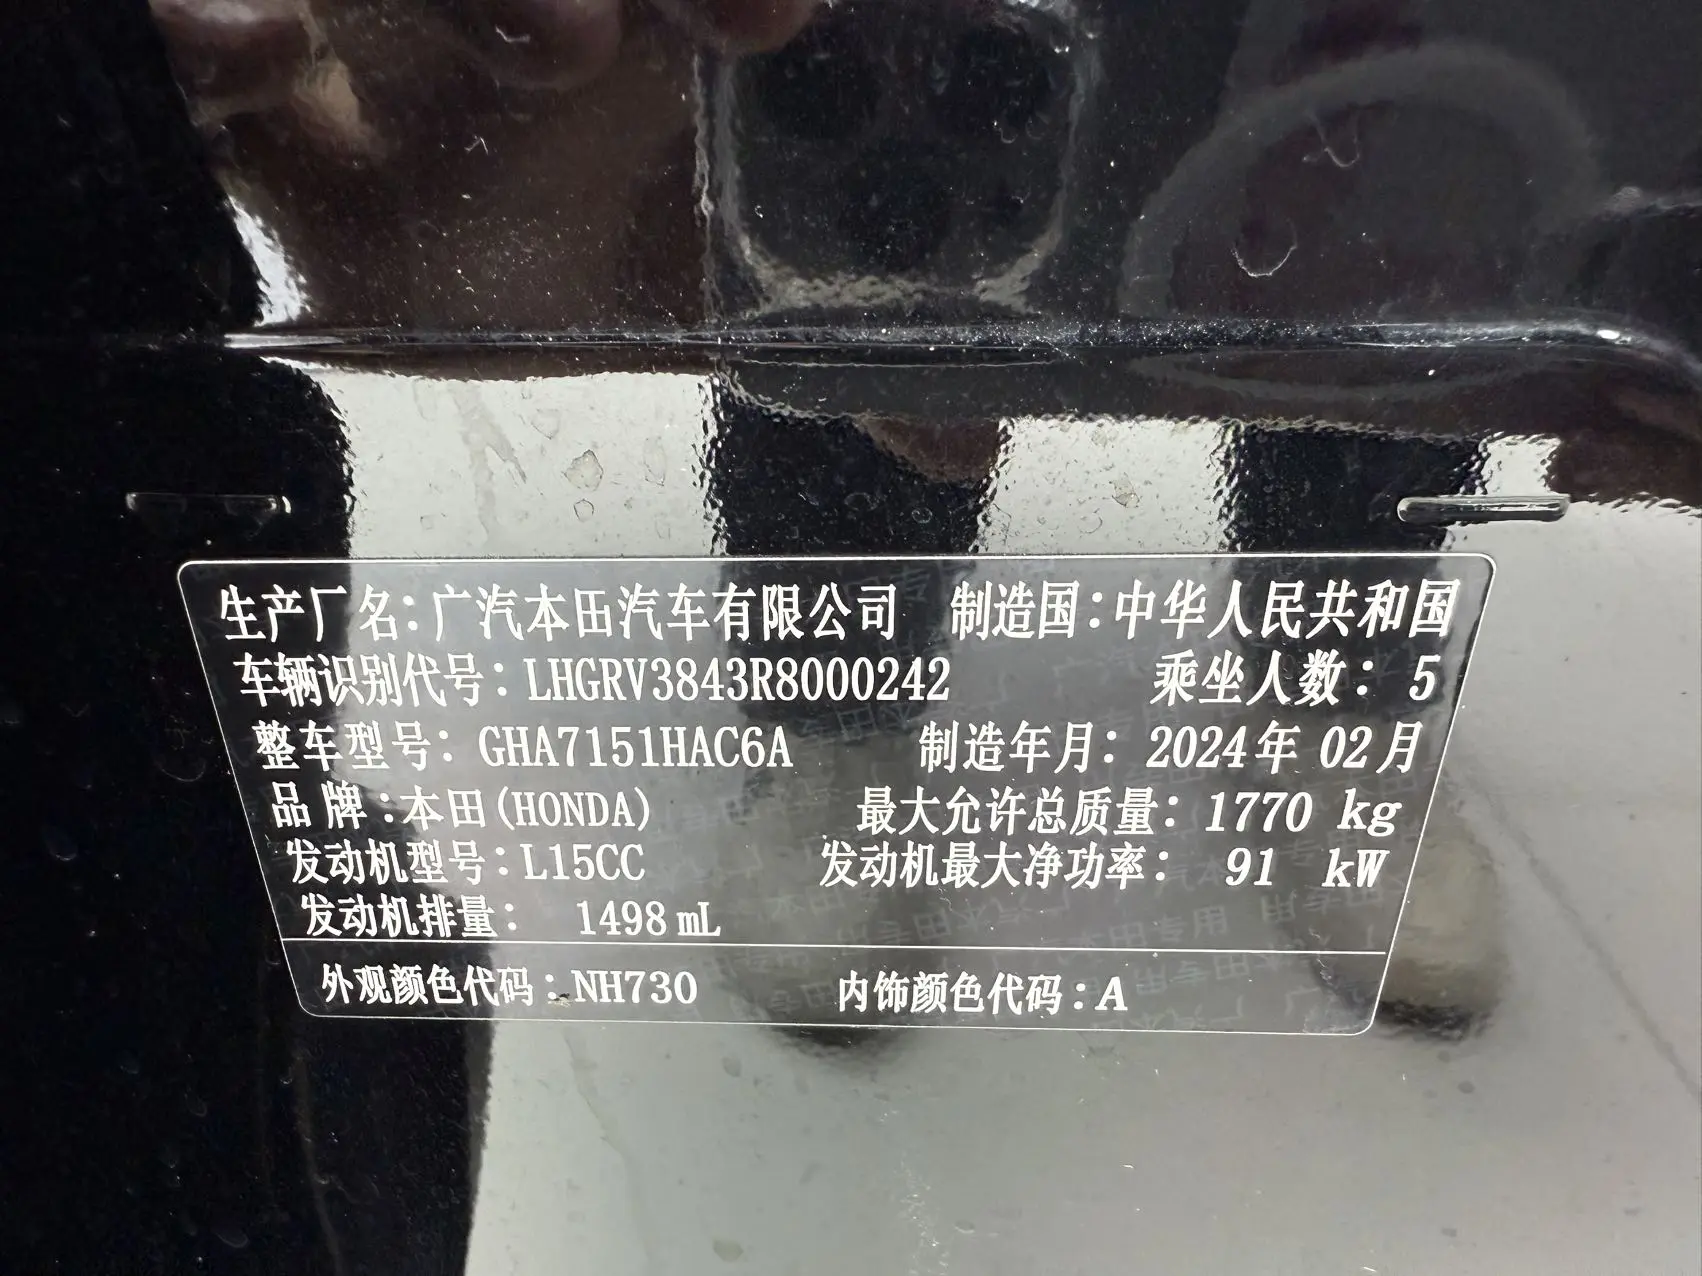 生产厂名:广汽本田汽车有限公司 制造国:中华人民共和国
车辆识别代号:LHGRV3843R8000242 乘坐人数:5
整车型号:GHA7151HAC6A 制造年月:2024年 02月
品牌:本田(HONDA) 最大允许总质量:1770 kg
发动机型号:L15CC 发动机最大净功率:91 kW
发动机排量:1498mL
外观颜色代码:NH730 内饰颜色代码:A